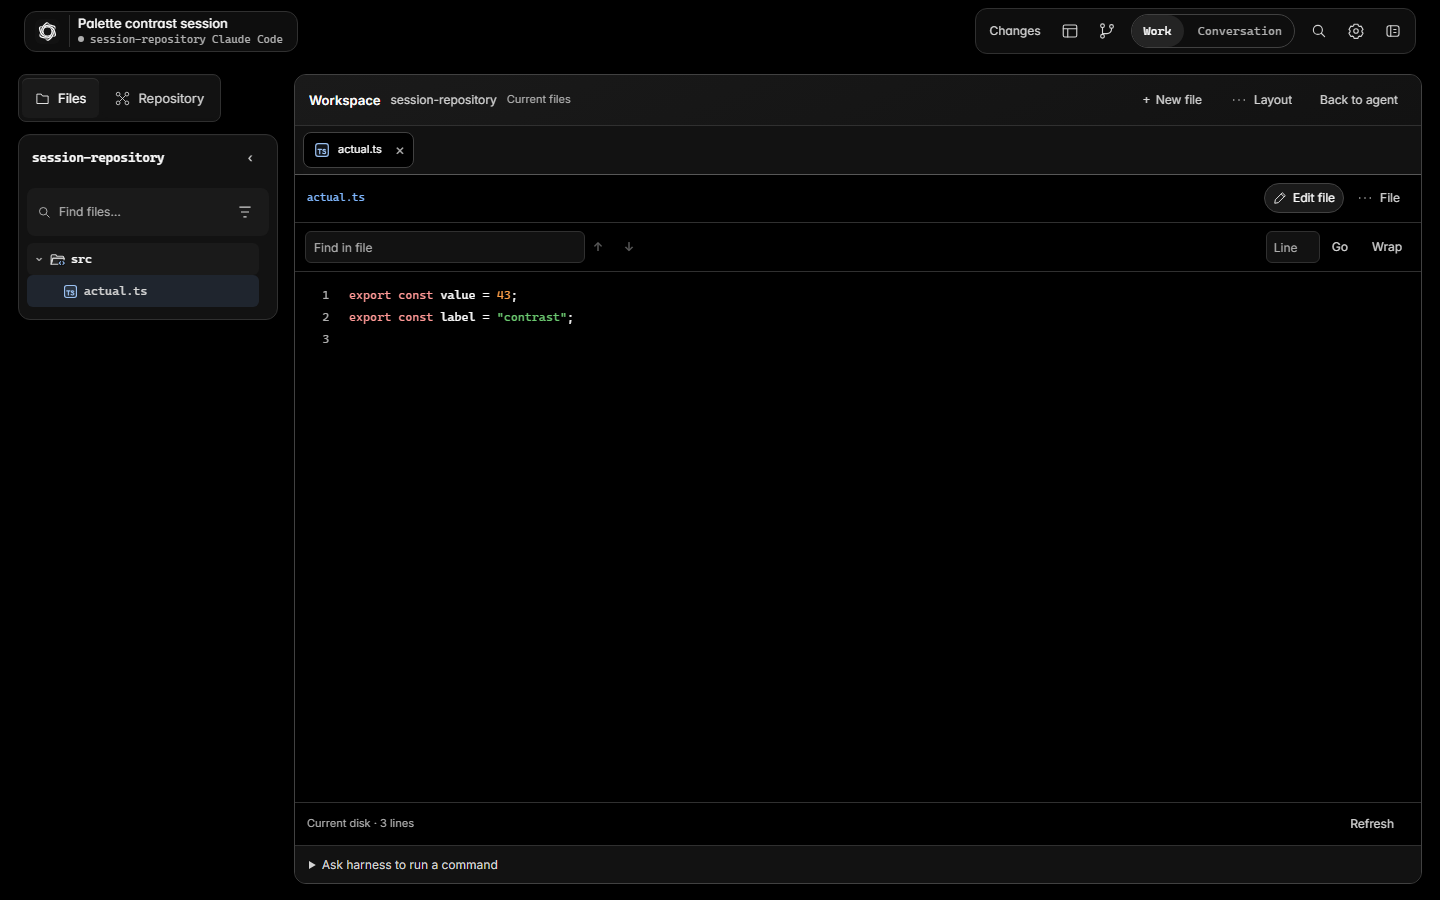 Palette contrast session
session-repository Claude Code
Changes
Work
Conversation
Files
Repository
session-repository
Find files...
src
TS actual.ts
Workspace session-repository Current files
+ New file
··· Layout
Back to agent
TS actual.ts ×
actual.ts
Edit file
··· File
Find in file
Line
Go
Wrap
1 export const value = 43;
2 export const label = "contrast";
3
Current disk · 3 lines
Refresh
Ask harness to run a command